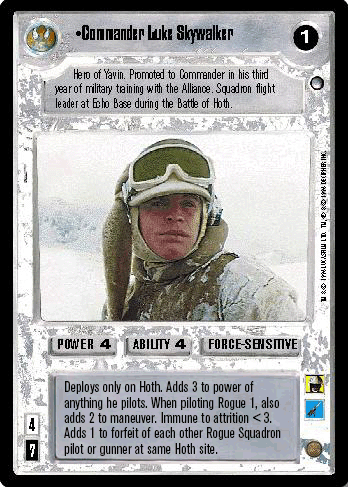 •Commander Luke Skywalker
1
Hero of Yavin. Promoted to Commander in his third
year of military training with the Alliance. Squadron flight
leader at Echo Base during the Battle of Hoth.
POWER 4 ABILITY 4 FORCE-SENSITIVE
Deploys only on Hoth. Adds 3 to power of
anything he pilots. When piloting Rogue 1, also
adds 2 to maneuver. Immune to attrition < 3.
Adds 1 to forfeit of each other Rogue Squadron
pilot or gunner at same Hoth site.
4
7